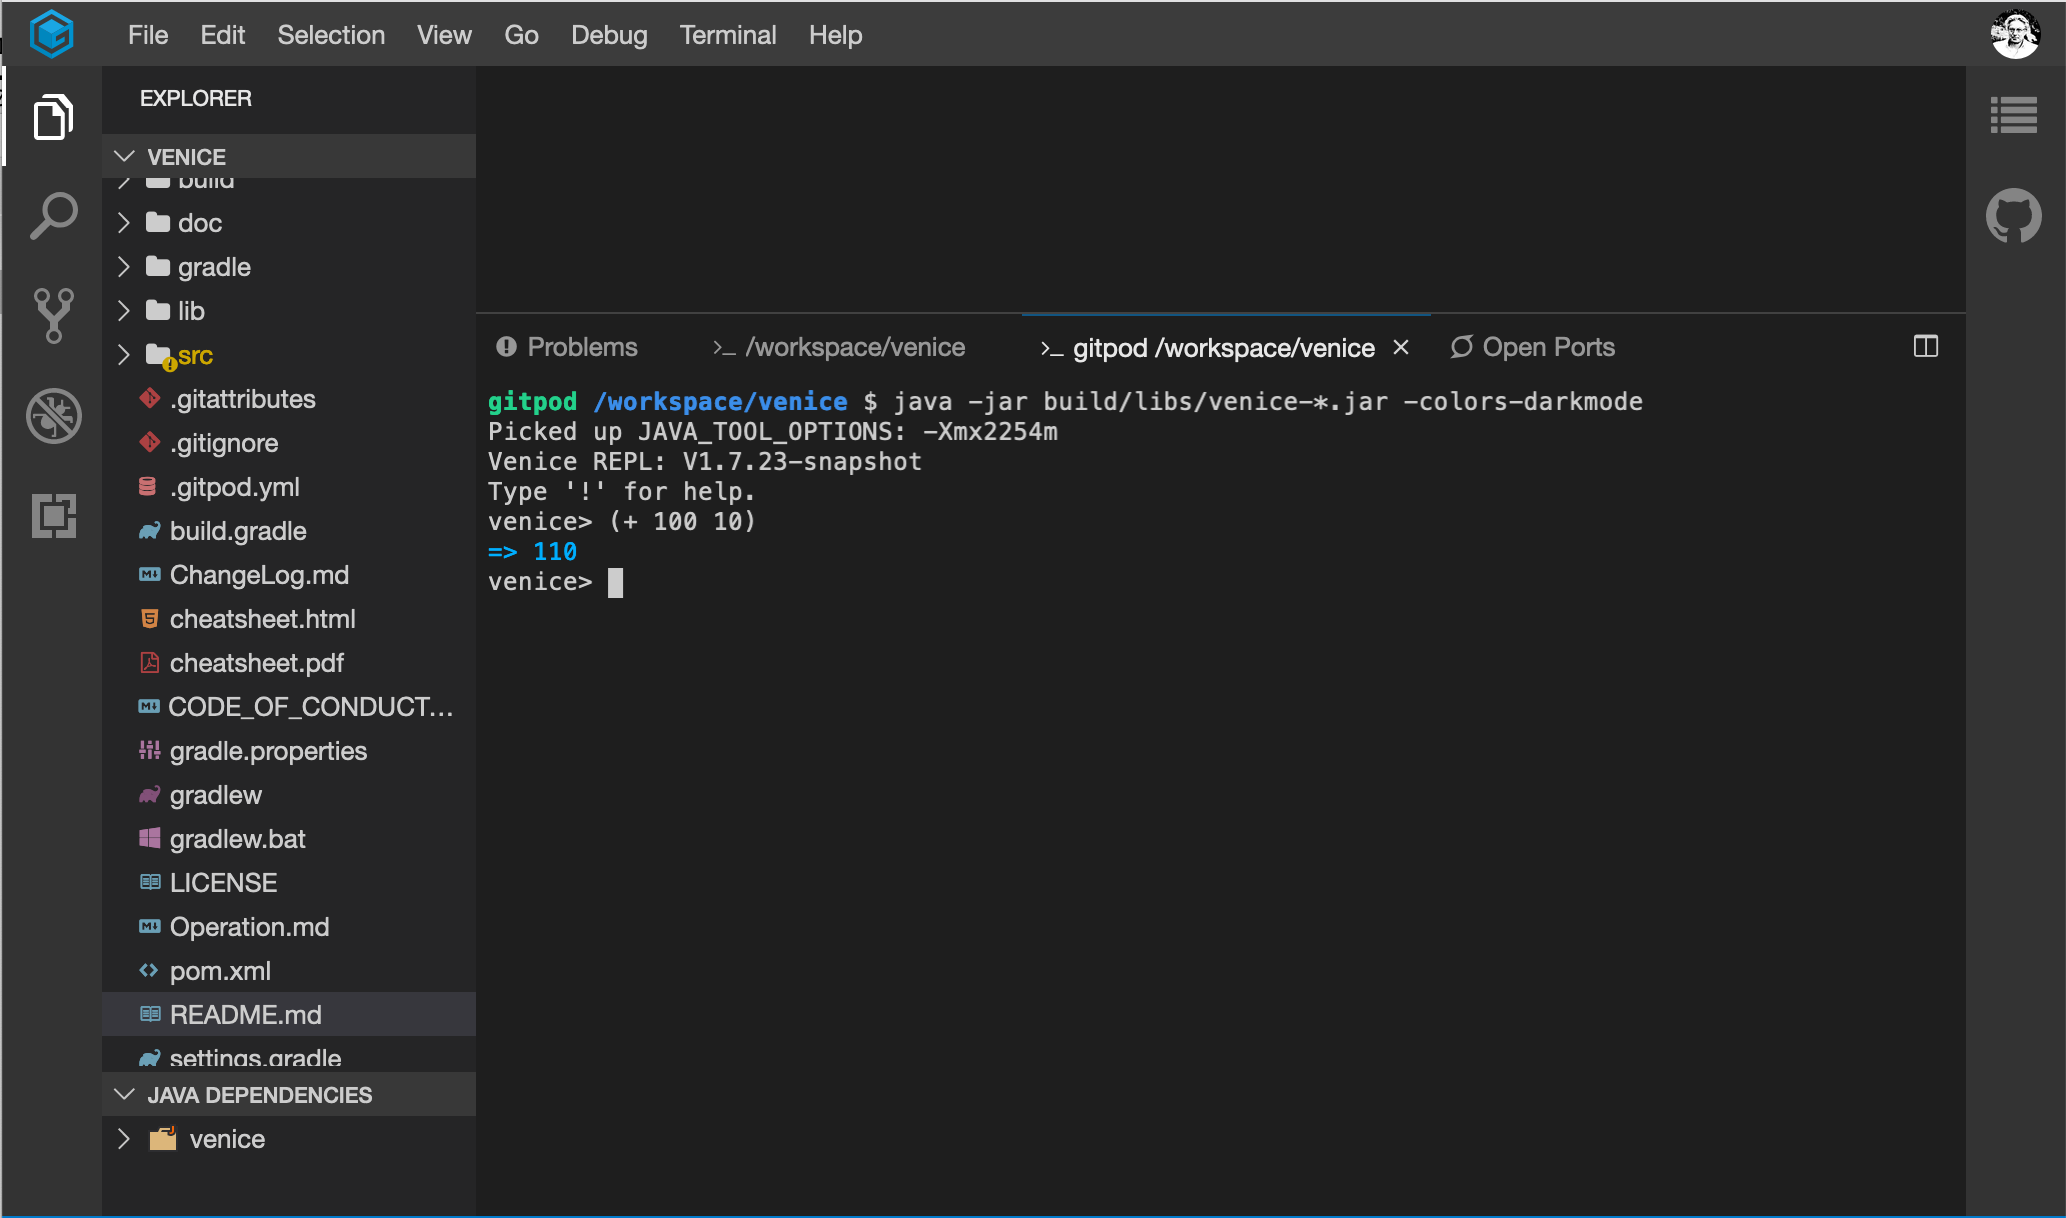 File Edit Selection View Go Debug Terminal Help
EXPLORER
VENICE
build
doc
gradle
lib
src
.gitattributes
.gitignore
.gitpod.yml
build.gradle
ChangeLog.md
cheatsheet.html
cheatsheet.pdf
CODE_OF_CONDUCT...
gradle.properties
gradlew
gradlew.bat
LICENSE
Operation.md
pom.xml
README.md
settings.gradle
JAVA DEPENDENCIES
venice
Problems >_ /workspace/venice >_ gitpod /workspace/venice × Open Ports
gitpod /workspace/venice $ java -jar build/libs/venice-*.jar -colors-darkmode
Picked up JAVA_TOOL_OPTIONS: -Xmx2254m
Venice REPL: V1.7.23-snapshot
Type '!' for help.
venice> (+ 100 10)
=> 110
venice>